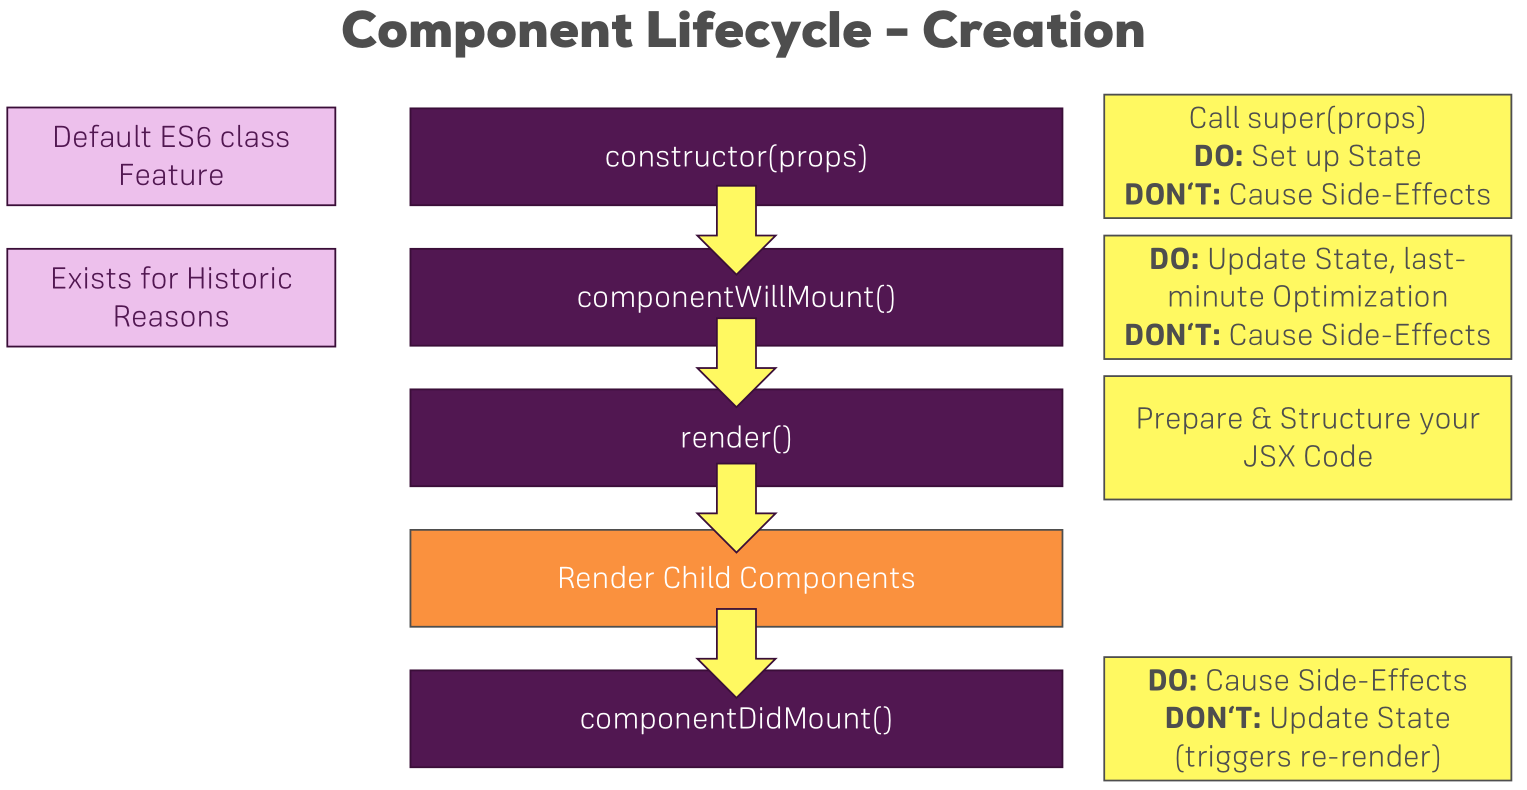 Component Lifecycle - Creation
Default ES6 class
Feature
constructor(props)
Call super(props)
DO: Set up State
DON‘T: Cause Side-Effects
Exists for Historic
Reasons
componentWillMount()
DO: Update State, last-
minute Optimization
DON‘T: Cause Side-Effects
render()
Prepare & Structure your
JSX Code
Render Child Components
componentDidMount()
DO: Cause Side-Effects
DON‘T: Update State
(triggers re-render)